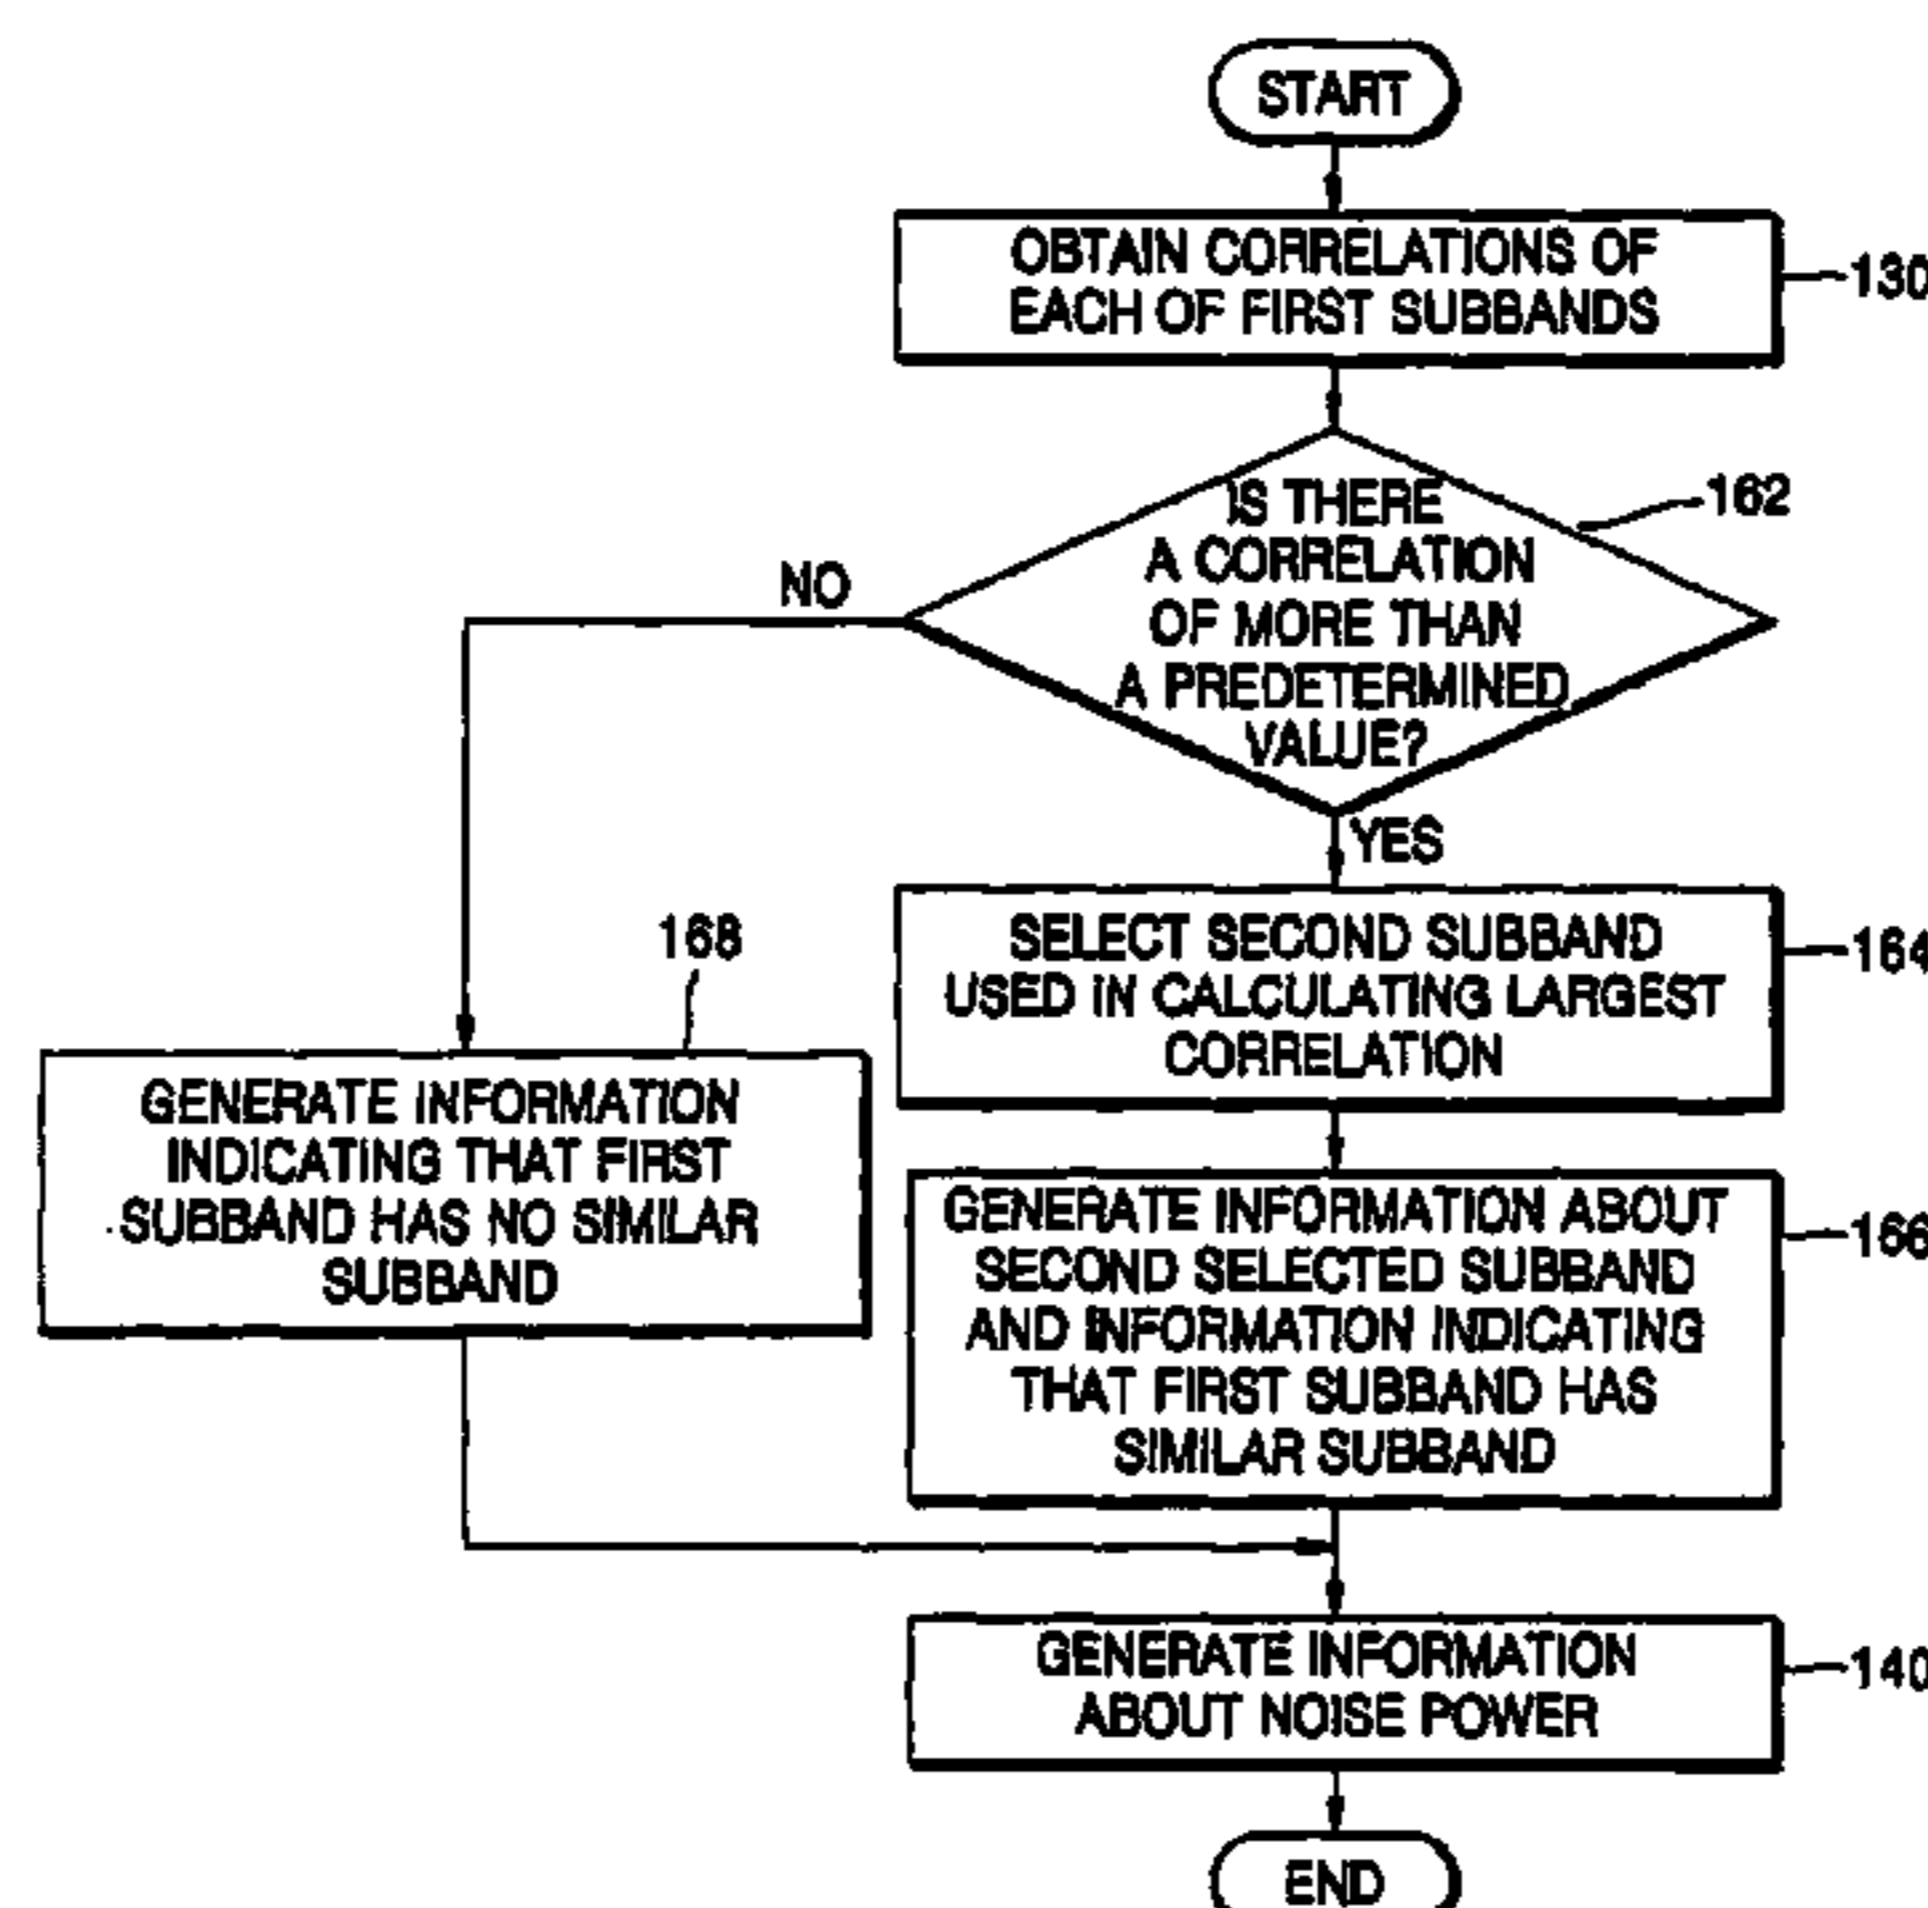 START
OBTAIN CORRELATIONS OF
EACH OF FIRST SUBBANDS
130
IS THERE
A CORRELATION
OF MORE THAN
A PREDETERMINED
VALUE?
162
NO
YES
SELECT SECOND SUBBAND
USED IN CALCULATING LARGEST
CORRELATION
164
168
GENERATE INFORMATION
INDICATING THAT FIRST
SUBBAND HAS NO SIMILAR
SUBBAND
GENERATE INFORMATION ABOUT
SECOND SELECTED SUBBAND
AND INFORMATION INDICATING
THAT FIRST SUBBAND HAS
SIMILAR SUBBAND
166
GENERATE INFORMATION
ABOUT NOISE POWER
140
END